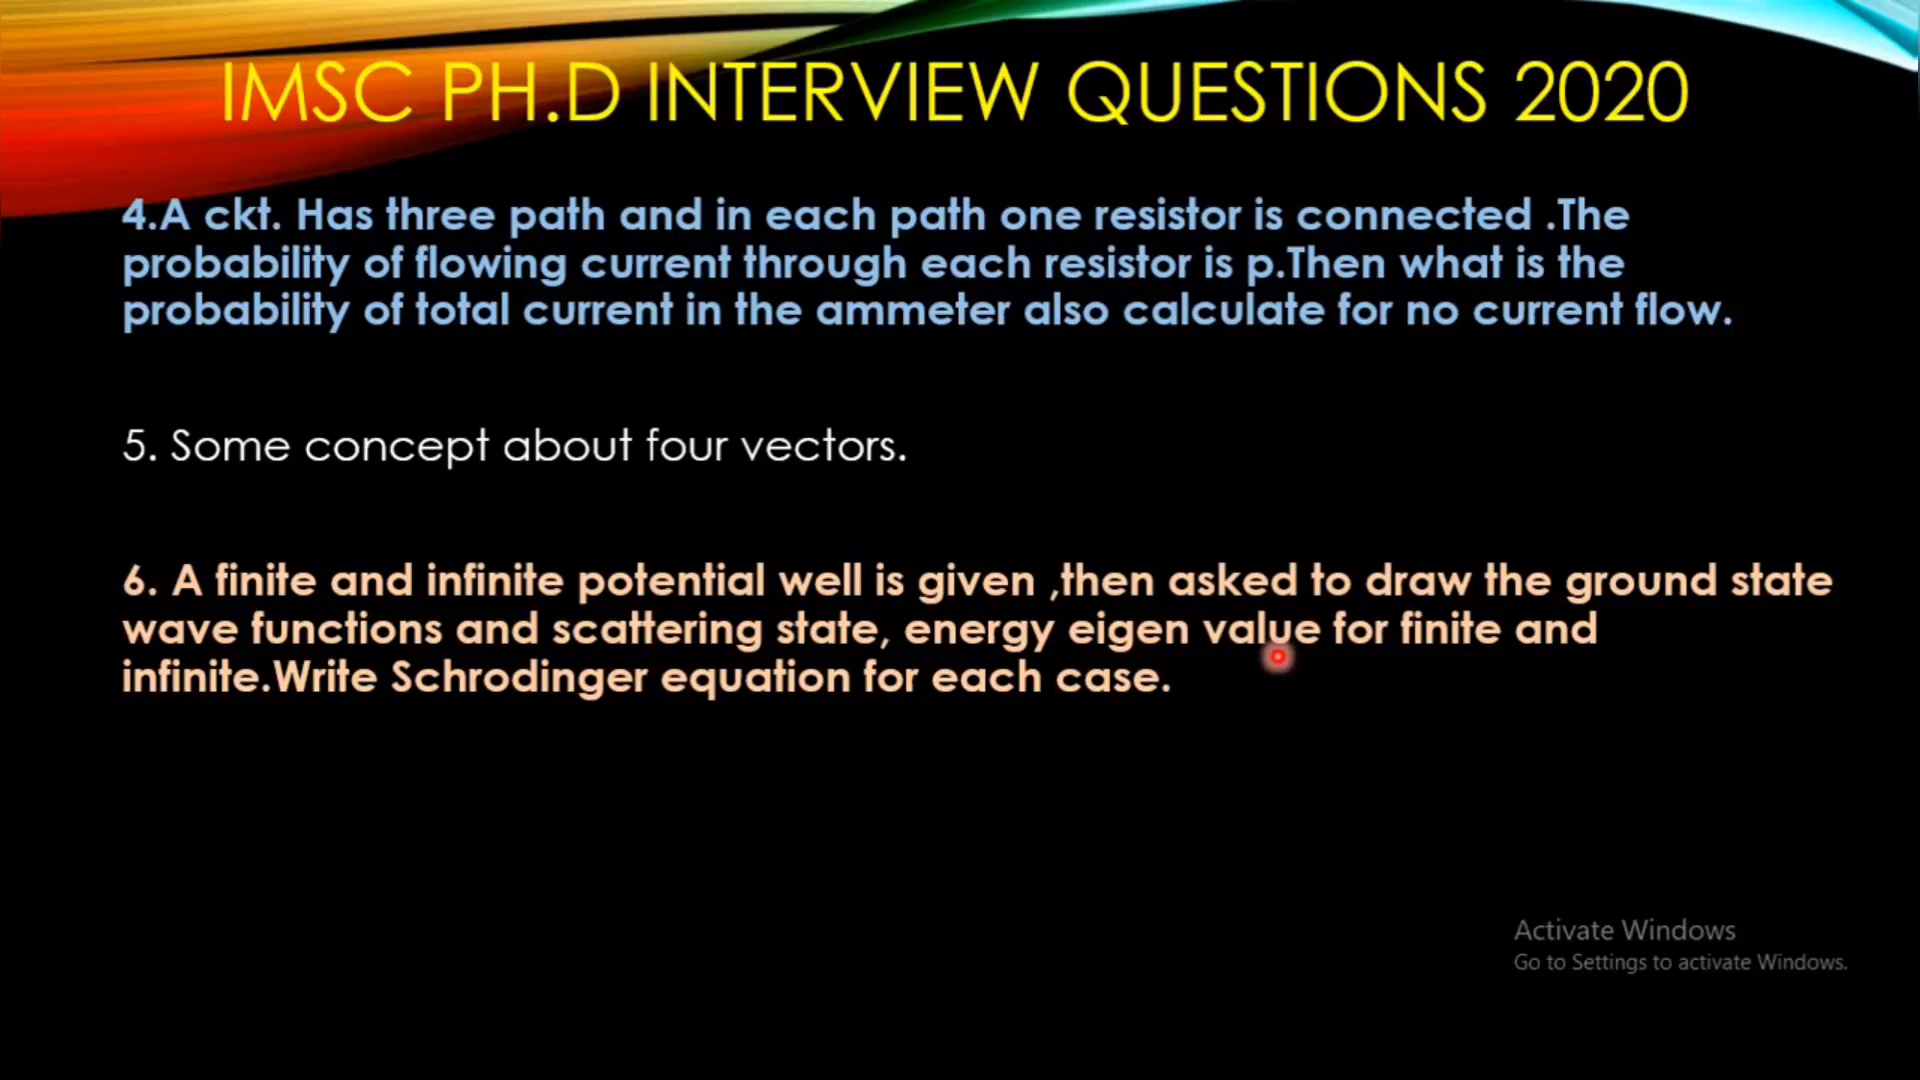 IMSC PH.D INTERVIEW QUESTIONS 2020
4.A ckt. Has three path and in each path one resistor is connected .The
probability of flowing current through each resistor is p.Then what is the
probability of total current in the ammeter also calculate for no current flow.
5. Some concept about four vectors.
6. A finite and infinite potential well is given ,then asked to draw the ground state
wave functions and scattering state, energy eigen value for finite and
infinite.Write Schrodinger equation for each case.
Activate Windows
Go to Settings to activate Windows.